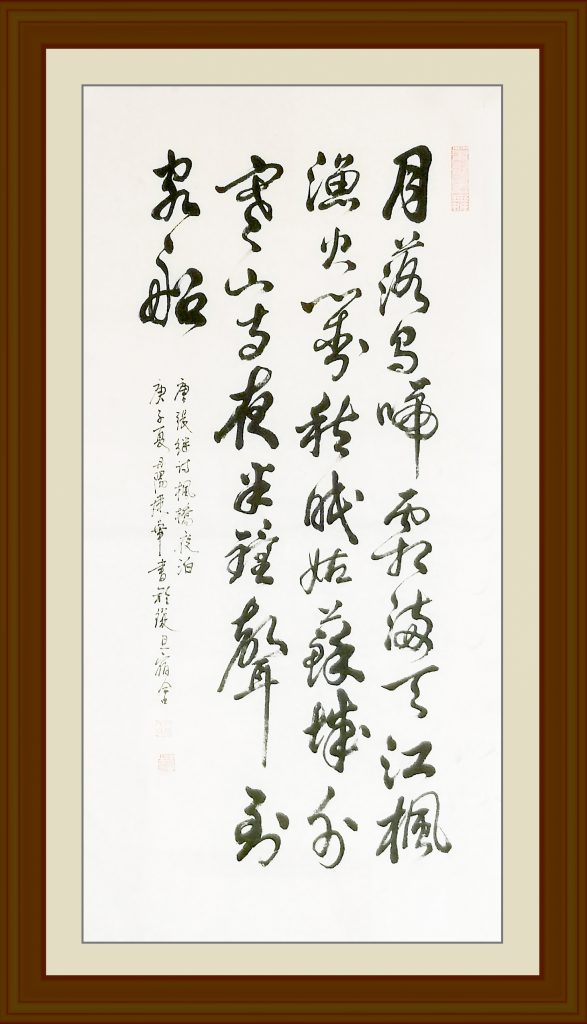 月落烏啼霜滿天江楓
漁火對愁眠姑蘇城外
寒山寺夜半鐘聲到
客船
唐張繼詩楓橋夜泊
庚子夏書於宿舍